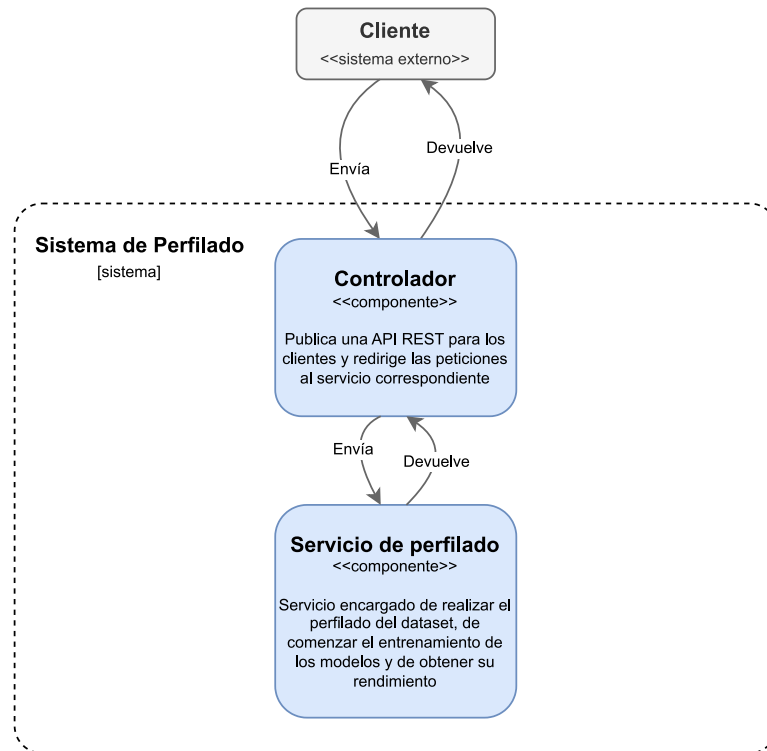 Cliente
<<sistema externo>>
Envía
Devuelve
Sistema de Perfilado
[sistema]
Controlador
<<componente>>
Publica una API REST para los
clientes y redirige las peticiones
al servicio correspondiente
Envía
Devuelve
Servicio de perfilado
<<componente>>
Servicio encargado de realizar el
perfilado del dataset, de
comenzar el entrenamiento de
los modelos y de obtener su
rendimiento